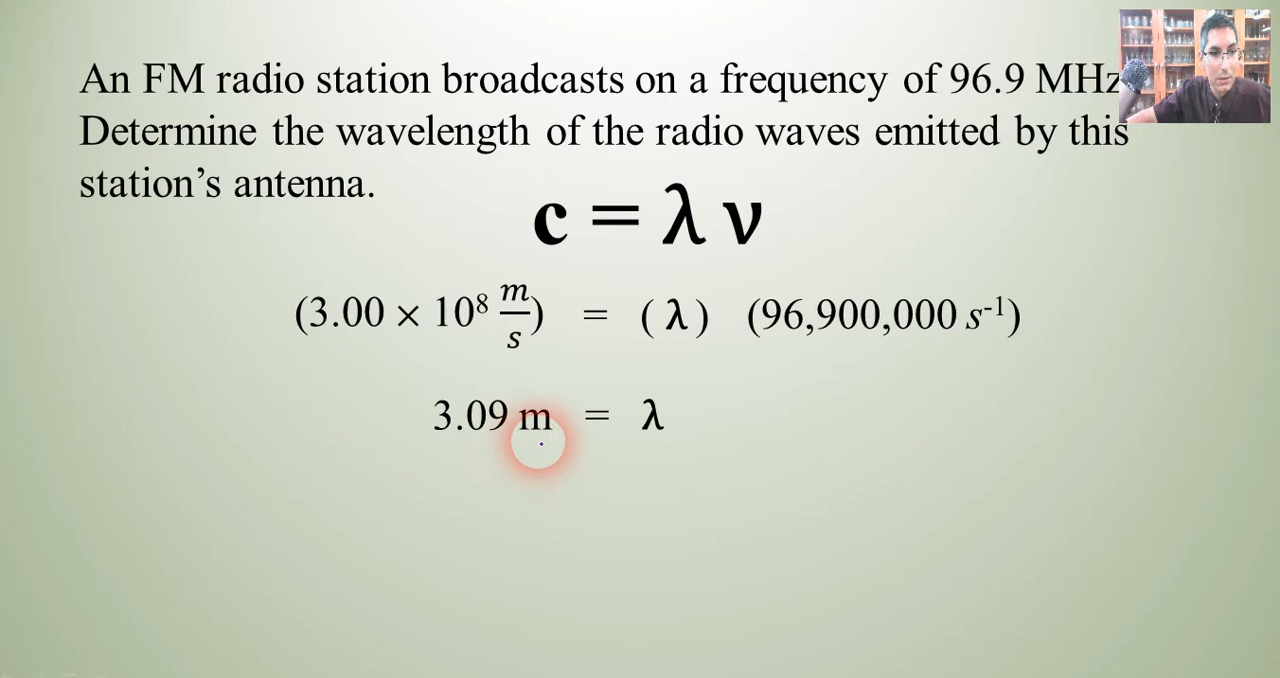 An FM radio station broadcasts on a frequency of 96.9 MHz
Determine the wavelength of the radio waves emitted by this
station's antenna.
c = λ ν
(3.00 × 10⁸ m/s) = ( λ ) (96,900,000 s⁻¹)
3.09 m = λ